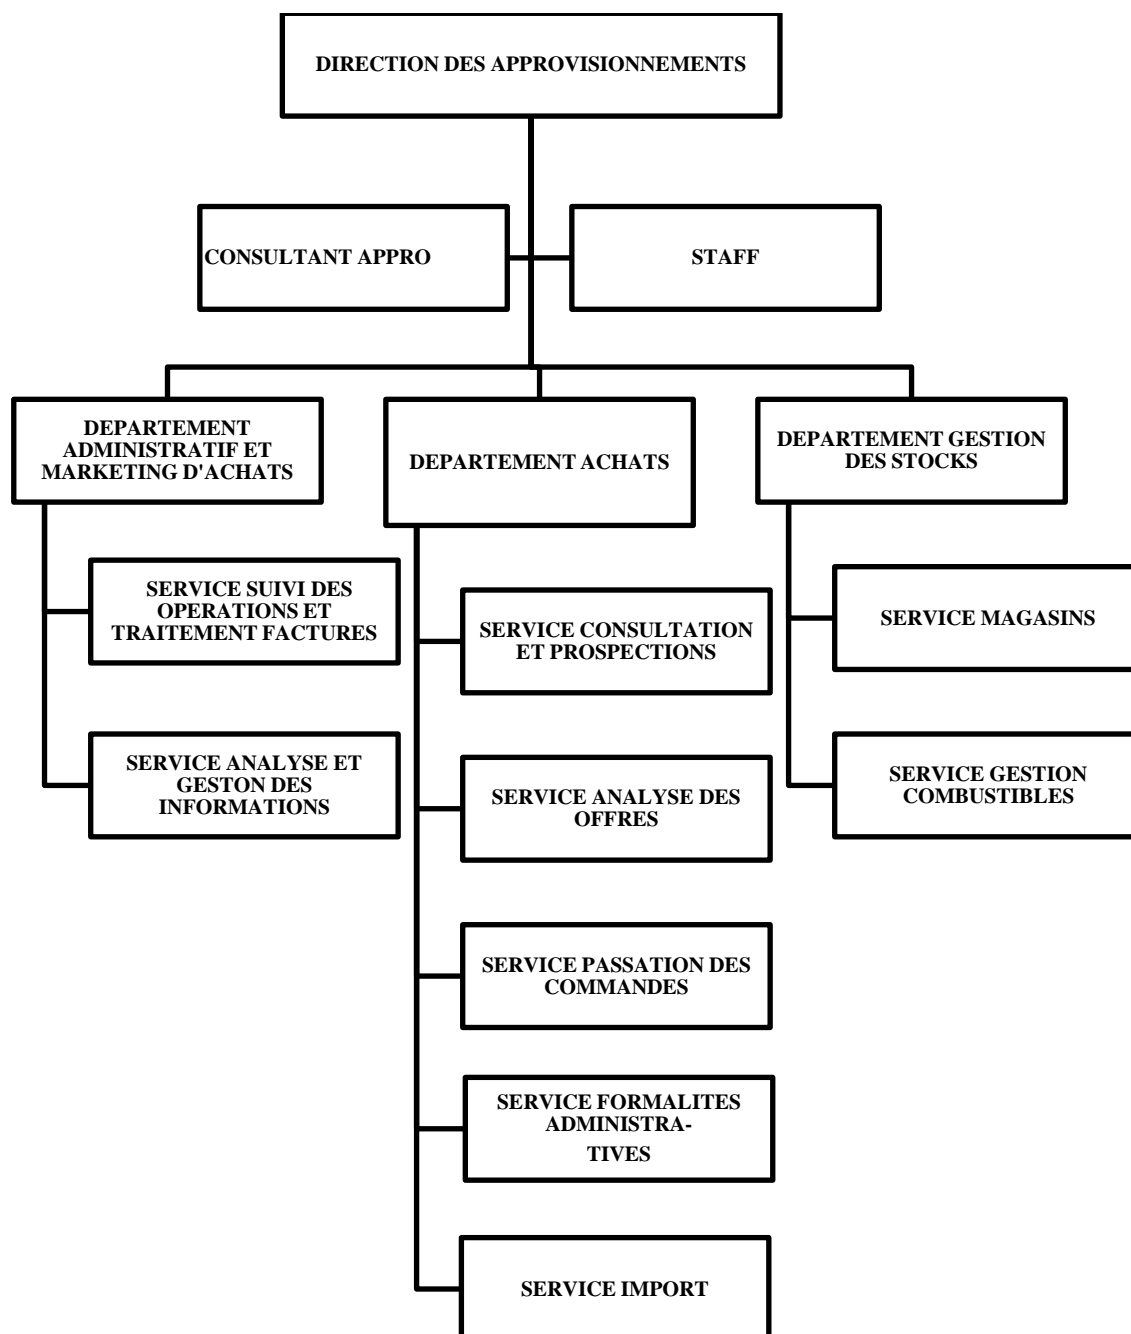 DIRECTION DES APPROVISIONNEMENTS
CONSULTANT APPRO
STAFF
DEPARTEMENT
ADMINISTRATIF ET
MARKETING D'ACHATS
DEPARTEMENT ACHATS
DEPARTEMENT GESTION
DES STOCKS
SERVICE SUIVI DES
OPERATIONS ET
TRAITEMENT FACTURES
SERVICE ANALYSE ET
GESTON DES
INFORMATIONS
SERVICE CONSULTATION
ET PROSPECTIONS
SERVICE ANALYSE DES
OFFRES
SERVICE PASSATION DES
COMMANDES
SERVICE FORMALITES
ADMINISTRA-
TIVES
SERVICE IMPORT
SERVICE MAGASINS
SERVICE GESTION
COMBUSTIBLES